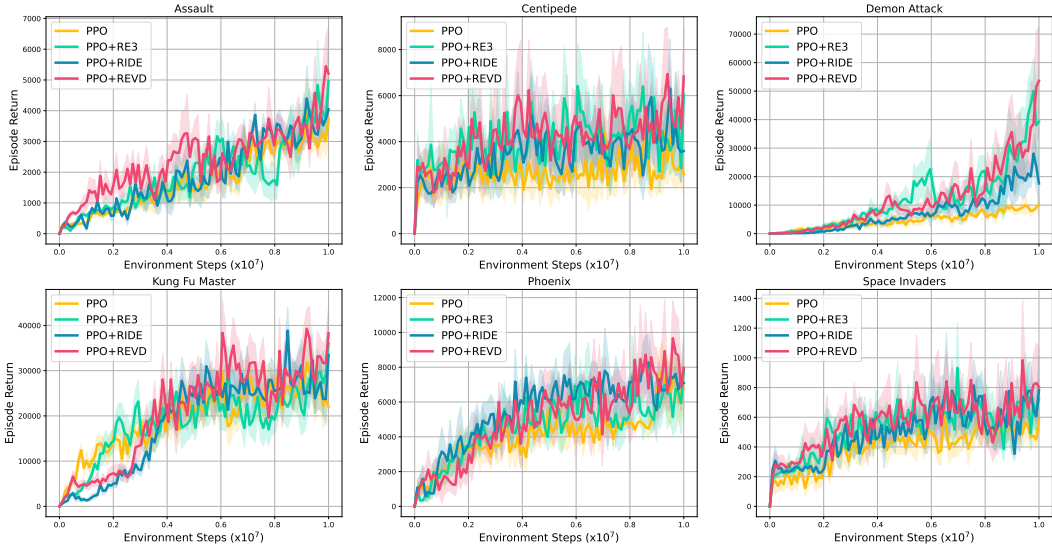 Assault
7000
6000
5000
4000
3000
2000
1000
0
Episode Return
PPO
PPO+RE3
PPO+RIDE
PPO+REVD
0.0 0.2 0.4 0.6 0.8 1.0
Environment Steps (x10⁷)
Centipede
8000
6000
4000
2000
0
Episode Return
PPO
PPO+RE3
PPO+RIDE
PPO+REVD
0.0 0.2 0.4 0.6 0.8 1.0
Environment Steps (x10⁷)
Demon Attack
70000
60000
50000
40000
30000
20000
10000
0
Episode Return
PPO
PPO+RE3
PPO+RIDE
PPO+REVD
0.0 0.2 0.4 0.6 0.8 1.0
Environment Steps (x10⁷)
Kung Fu Master
40000
30000
20000
10000
0
Episode Return
PPO
PPO+RE3
PPO+RIDE
PPO+REVD
0.0 0.2 0.4 0.6 0.8 1.0
Environment Steps (x10⁷)
Phoenix
12000
10000
8000
6000
4000
2000
0
Episode Return
PPO
PPO+RE3
PPO+RIDE
PPO+REVD
0.0 0.2 0.4 0.6 0.8 1.0
Environment Steps (x10⁷)
Space Invaders
1400
1200
1000
800
600
400
200
0
Episode Return
PPO
PPO+RE3
PPO+RIDE
PPO+REVD
0.0 0.2 0.4 0.6 0.8 1.0
Environment Steps (x10⁷)